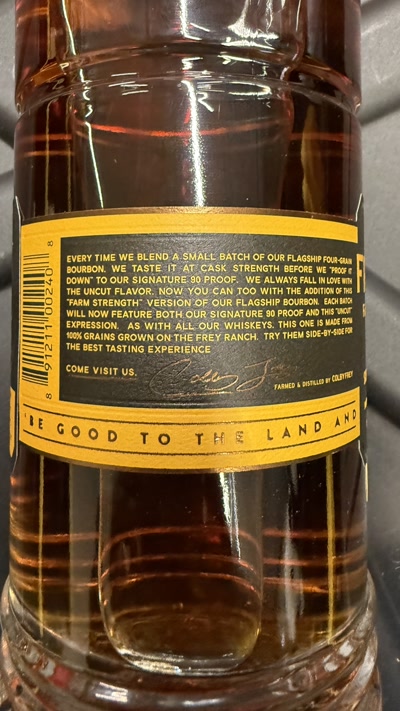 EVERY TIME WE BLEND A SMALL BATCH OF OUR FLAGSHIP FOUR-GRAIN
BOURBON, WE TASTE IT AT CASK STRENGTH BEFORE WE "PROOF IT
DOWN" TO OUR SIGNATURE 90 PROOF. WE ALWAYS FALL IN LOVE WITH
THE UNCUT FLAVOR. NOW, YOU CAN TOO WITH THE ADDITION OF THIS
"FARM STRENGTH" VERSION OF OUR FLAGSHIP BOURBON. EACH BATCH
WILL NOW FEATURE BOTH OUR SIGNATURE 90 PROOF AND THIS "UNCUT"
EXPRESSION. AS WITH ALL OUR WHISKEYS, THIS ONE IS MADE FROM
100% GRAINS GROWN ON THE FREY RANCH. TRY THEM SIDE-BY-SIDE FOR
THE BEST TASTING EXPERIENCE
COME VISIT US,
FARMED & DISTILLED BY COLBY FREY
"BE GOOD TO THE LAND AND
8 91211 00240 8